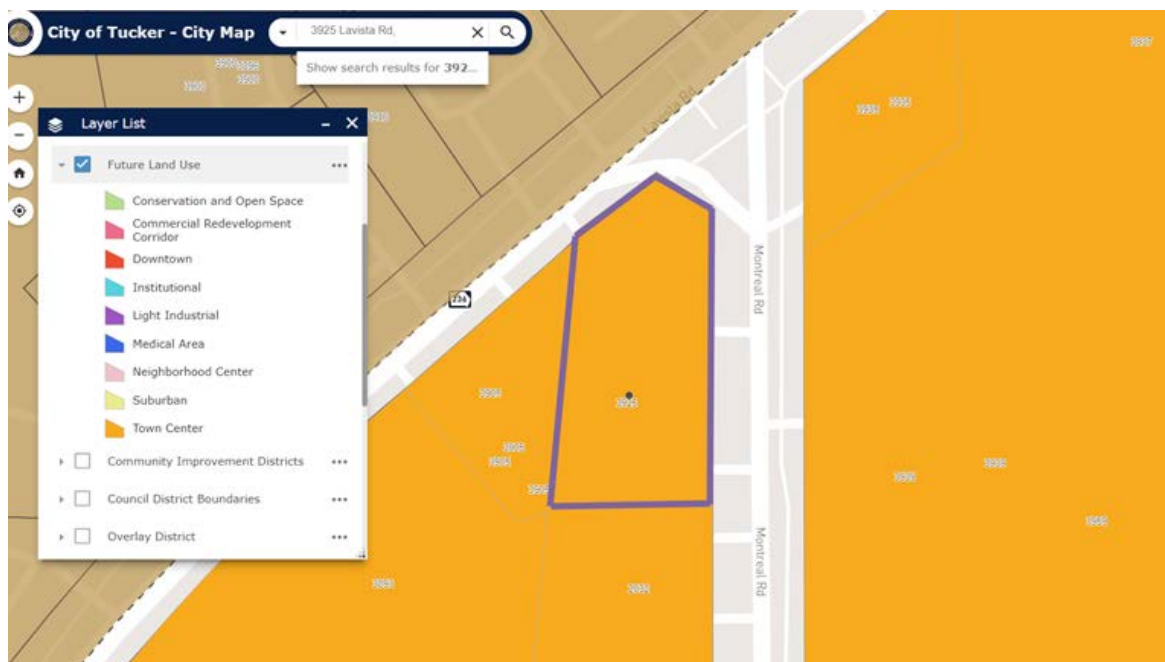 City of Tucker - City Map
3925 Lavista Rd,
Show search results for 392...
Layer List
Future Land Use
Conservation and Open Space
Commercial Redevelopment
Corridor
Downtown
Institutional
Light Industrial
Medical Area
Neighborhood Center
Suburban
Town Center
Community Improvement Districts
Council District Boundaries
Overlay District
Lavista Rd
236
Montreal Rd
Montreal Rd
3925